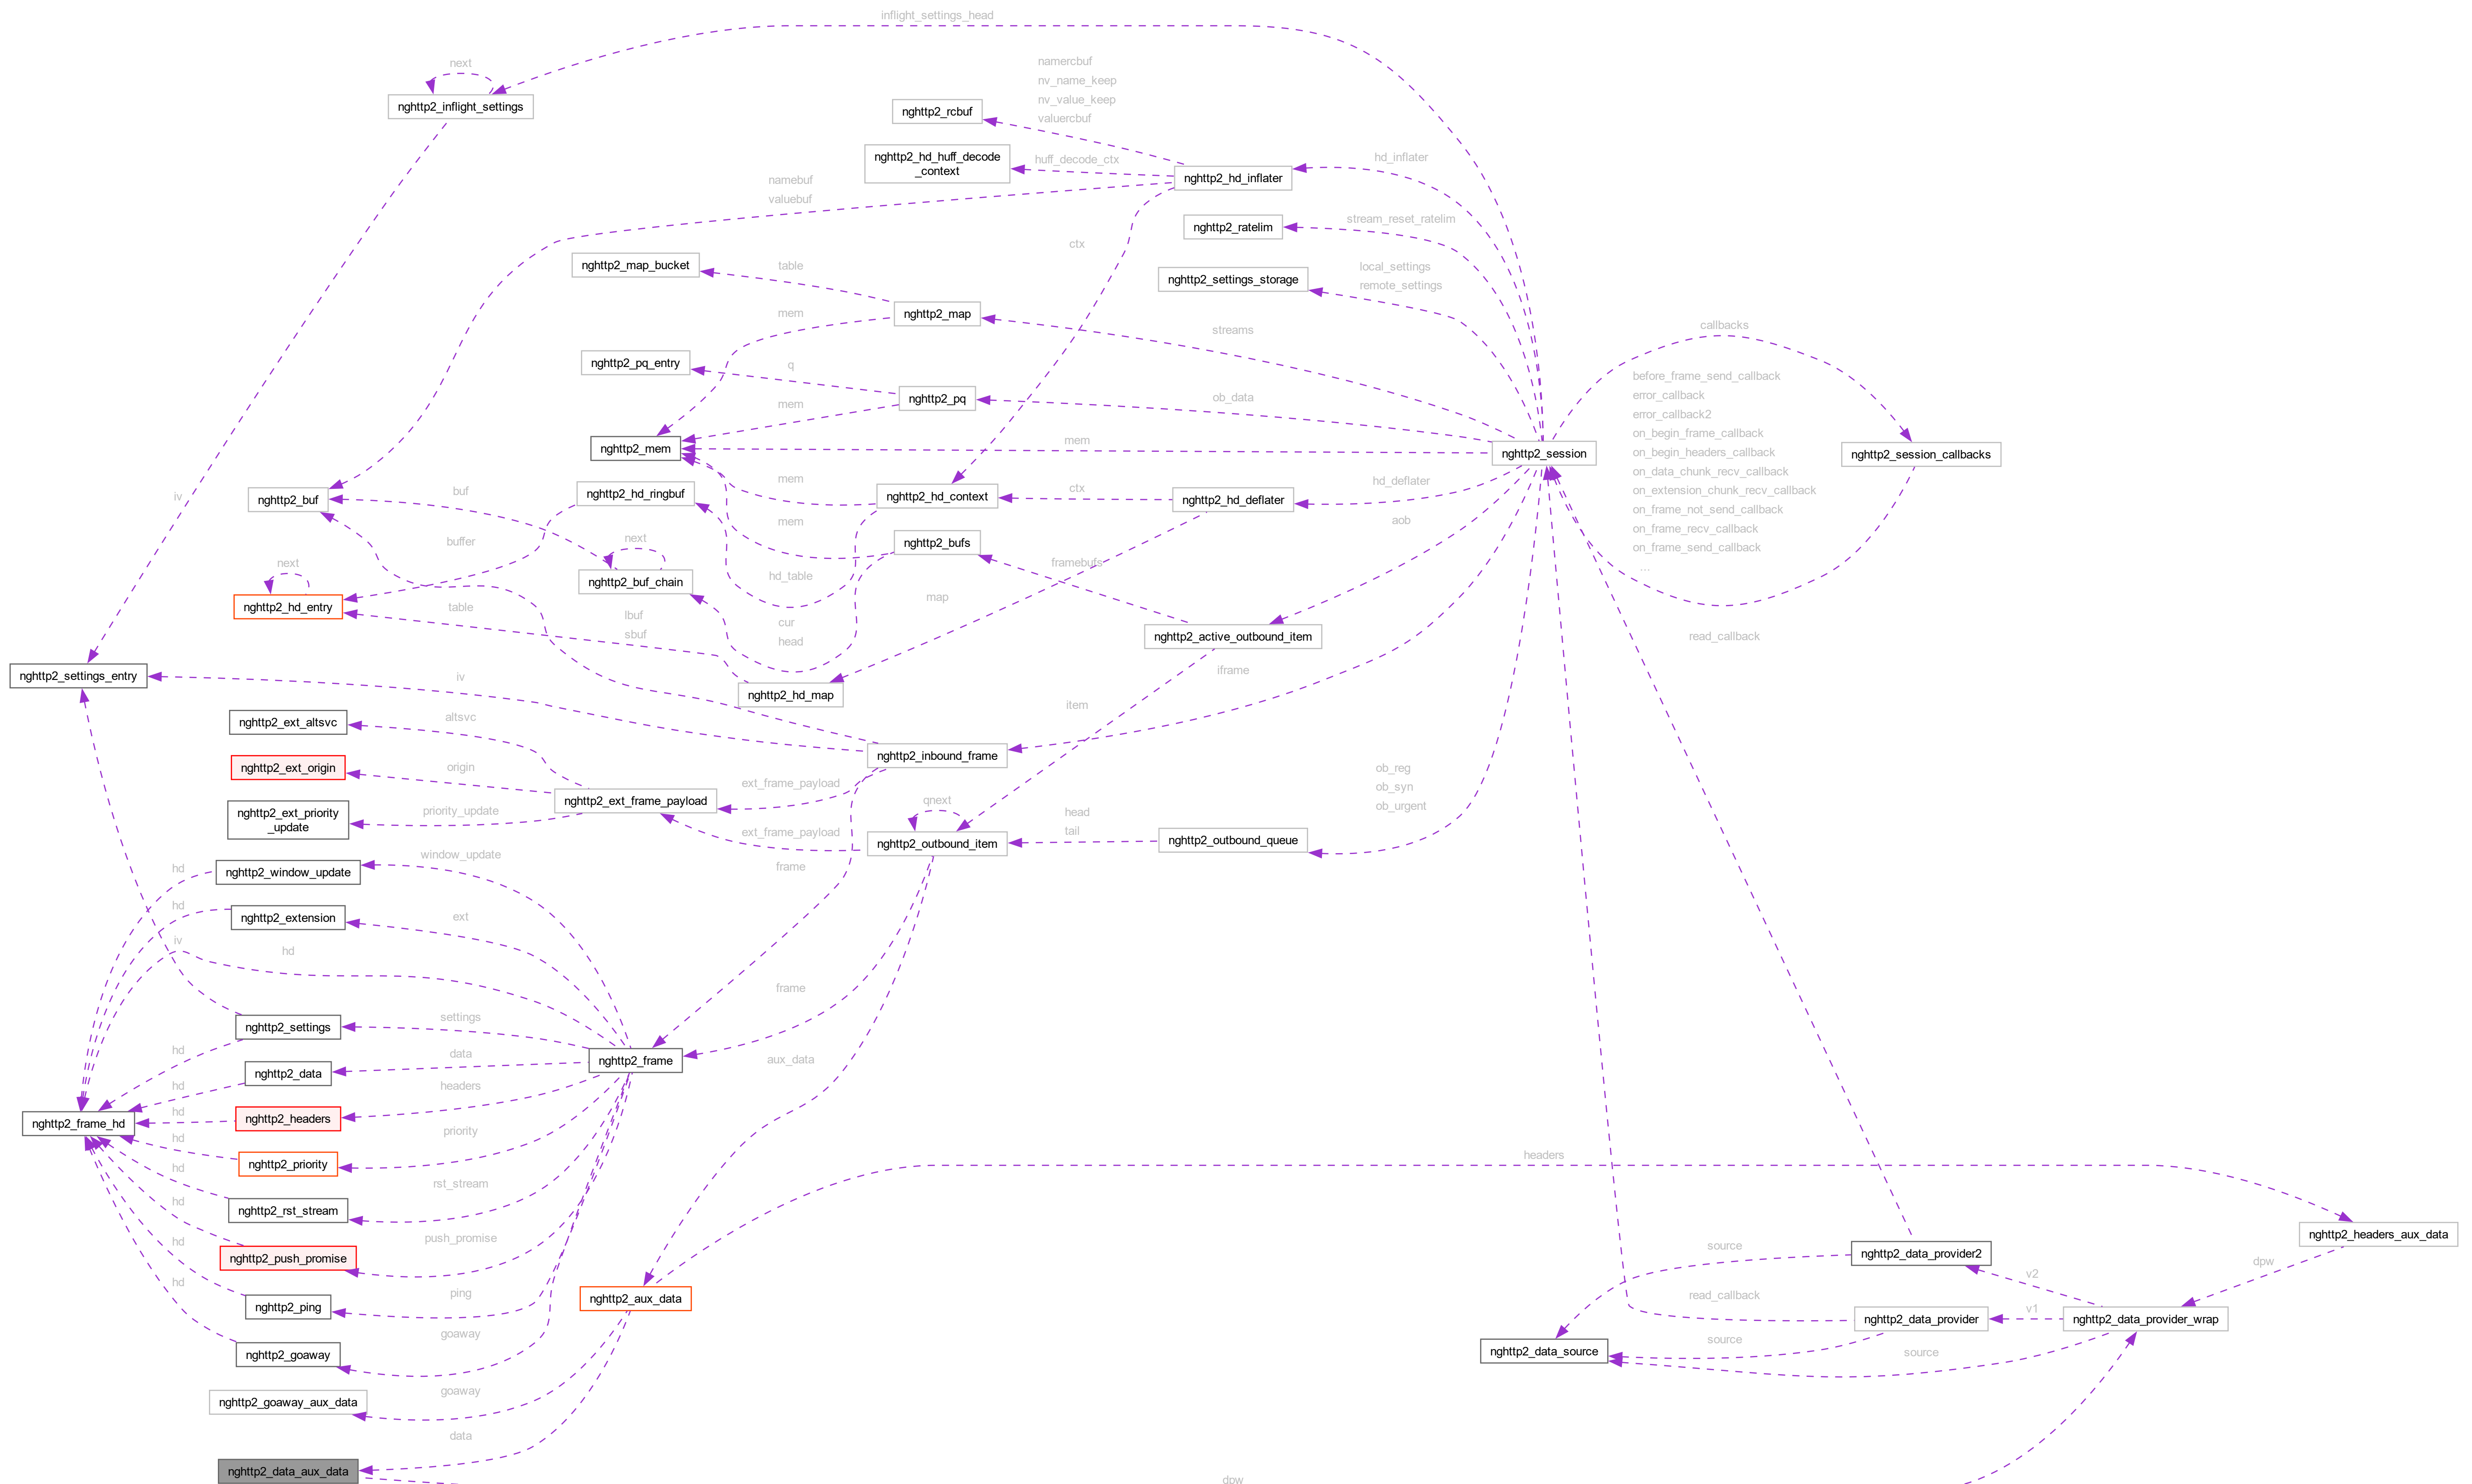 inflight_settings_head
next
nghttp2_inflight_settings
namercbuf
nv_name_keep
nv_value_keep
valuercbuf
nghttp2_rcbuf
nghttp2_hd_huff_decode
_context
huff_decode_ctx
hd_inflater
nghttp2_hd_inflater
namebuf
valuebuf
stream_reset_ratelim
nghttp2_ratelim
ctx
nghttp2_map_bucket
table
nghttp2_settings_storage
local_settings
remote_settings
nghttp2_map
mem
streams
callbacks
nghttp2_pq_entry
q
nghttp2_pq
mem
ob_data
before_frame_send_callback
error_callback
error_callback2
on_begin_frame_callback
on_begin_headers_callback
on_data_chunk_recv_callback
on_extension_chunk_recv_callback
on_frame_not_send_callback
on_frame_recv_callback
on_frame_send_callback
...
nghttp2_mem
mem
nghttp2_session
nghttp2_session_callbacks
iv
nghttp2_buf
buf
nghttp2_hd_ringbuf
mem
nghttp2_hd_context
ctx
nghttp2_hd_deflater
hd_deflater
aob
buffer
next
mem
nghttp2_bufs
next
nghttp2_buf_chain
hd_table
framebufs
nghttp2_hd_entry
table
lbuf
sbuf
cur
head
map
nghttp2_active_outbound_item
read_callback
nghttp2_settings_entry
iv
nghttp2_hd_map
iframe
item
nghttp2_ext_altsvc
altsvc
nghttp2_inbound_frame
nghttp2_ext_origin
origin
ext_frame_payload
ob_reg
ob_syn
ob_urgent
nghttp2_ext_frame_payload
nghttp2_ext_priority
_update
priority_update
qnext
head
tail
ext_frame_payload
nghttp2_outbound_item
nghttp2_outbound_queue
window_update
hd
nghttp2_window_update
frame
hd
nghttp2_extension
ext
iv
hd
frame
nghttp2_settings
settings
hd
data
nghttp2_frame
aux_data
nghttp2_data
hd
headers
nghttp2_frame_hd
hd
nghttp2_headers
hd
priority
nghttp2_priority
headers
hd
rst_stream
nghttp2_rst_stream
hd
push_promise
nghttp2_headers_aux_data
nghttp2_push_promise
hd
source
nghttp2_data_provider2
dpw
v2
hd
ping
nghttp2_aux_data
read_callback
nghttp2_ping
v1
nghttp2_data_provider
nghttp2_data_provider_wrap
goaway
source
nghttp2_goaway
nghttp2_data_source
source
goaway
nghttp2_goaway_aux_data
data
nghttp2_data_aux_data
dpw